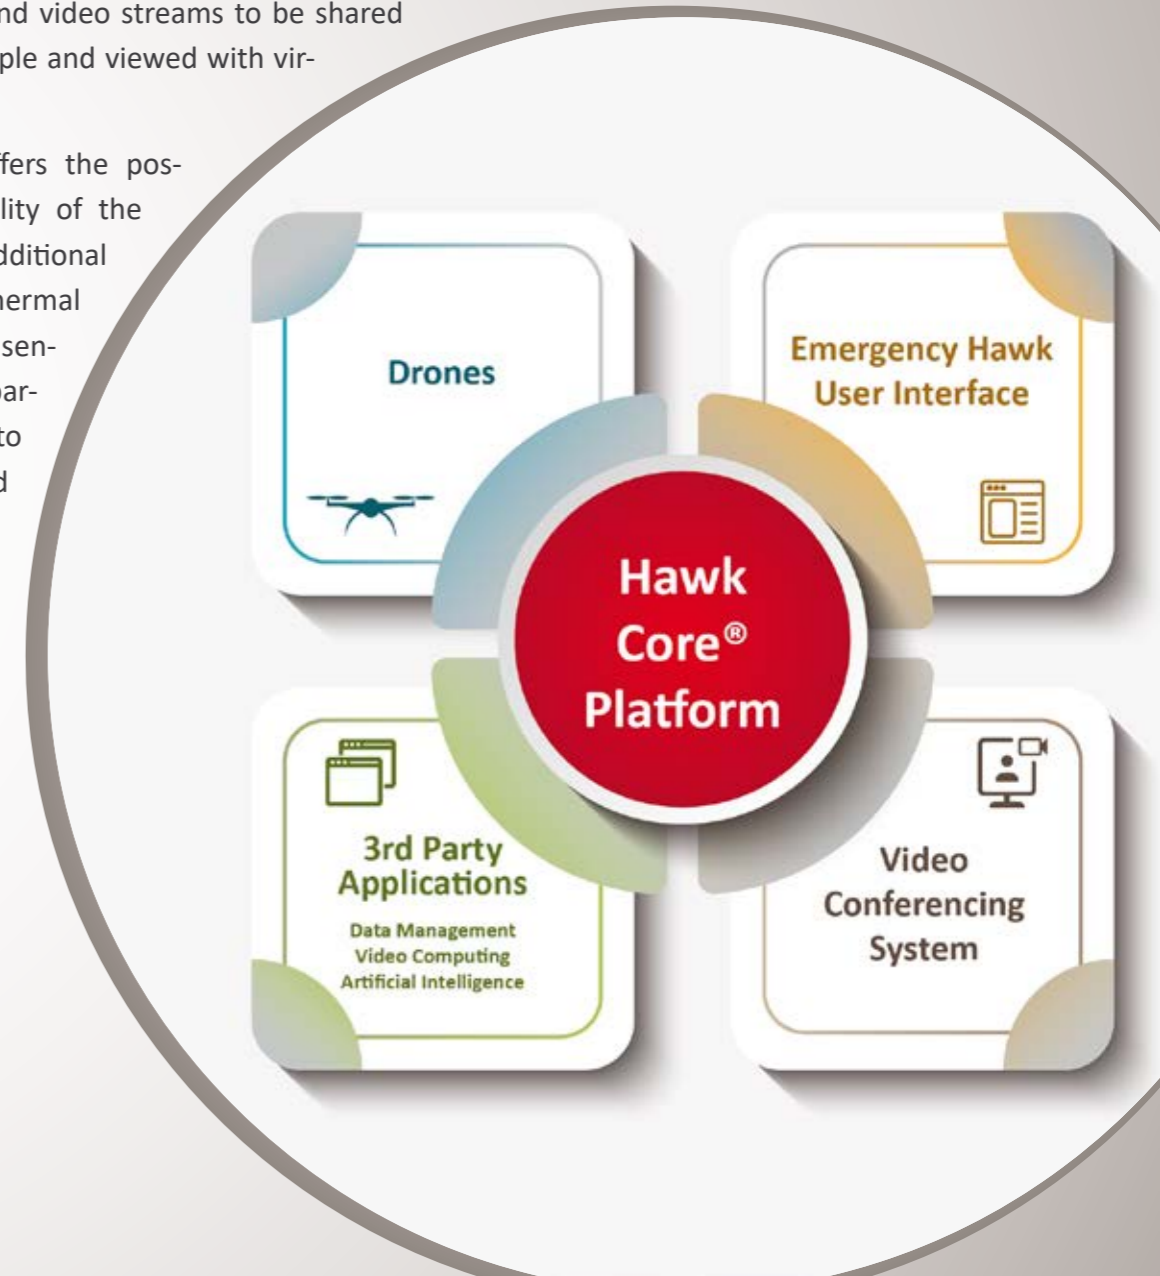 nd video streams to be shared
ple and viewed with vir-
ffers the pos-
lity of the
dditional
hermal
sen-
par-
to
d
Drones
Emergency Hawk
User Interface
Hawk
Core®
Platform
3rd Party
Applications
Data Management
Video Computing
Artificial Intelligence
Video
Conferencing
System